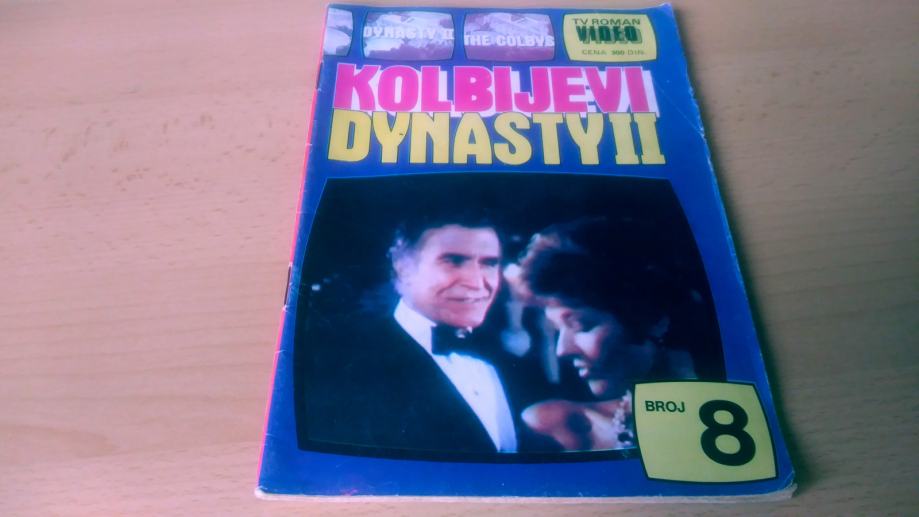 DYNASTY II
THE COLBYS
TV ROMAN
VIDEO
CENA 300 DIN.
KOLBIJEVI
DYNASTY II
BROJ 8